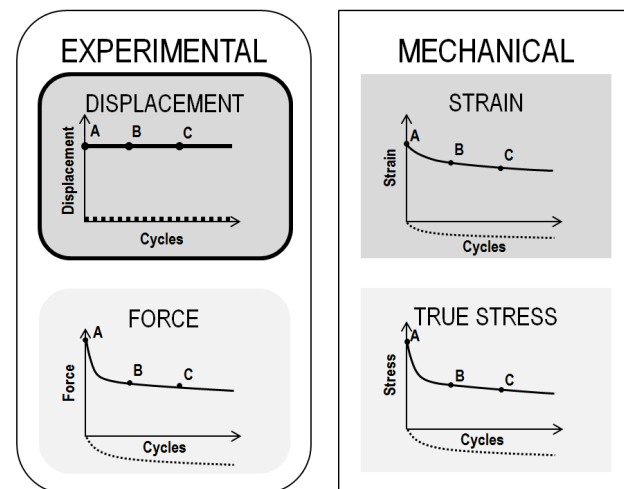 EXPERIMENTAL
DISPLACEMENT
A
B
C
Displacement
Cycles
FORCE
A
B
C
Force
Cycles
MECHANICAL
STRAIN
A
B
C
Strain
Cycles
TRUE STRESS
A
B
C
Stress
Cycles